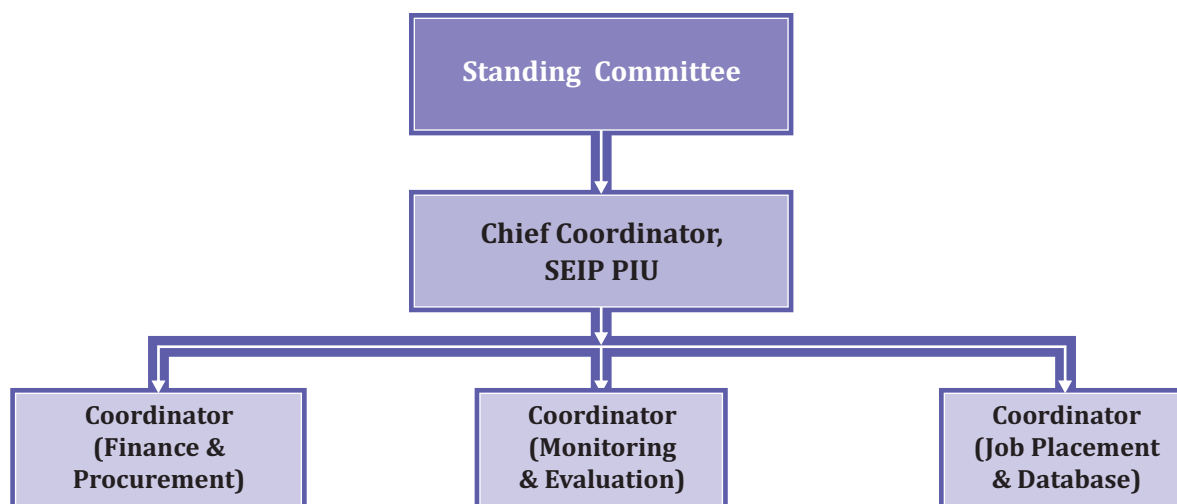 Standing Committee
Chief Coordinator,
SEIP PIU
Coordinator
(Finance &
Procurement)
Coordinator
(Monitoring
& Evaluation)
Coordinator
(Job Placement
& Database)